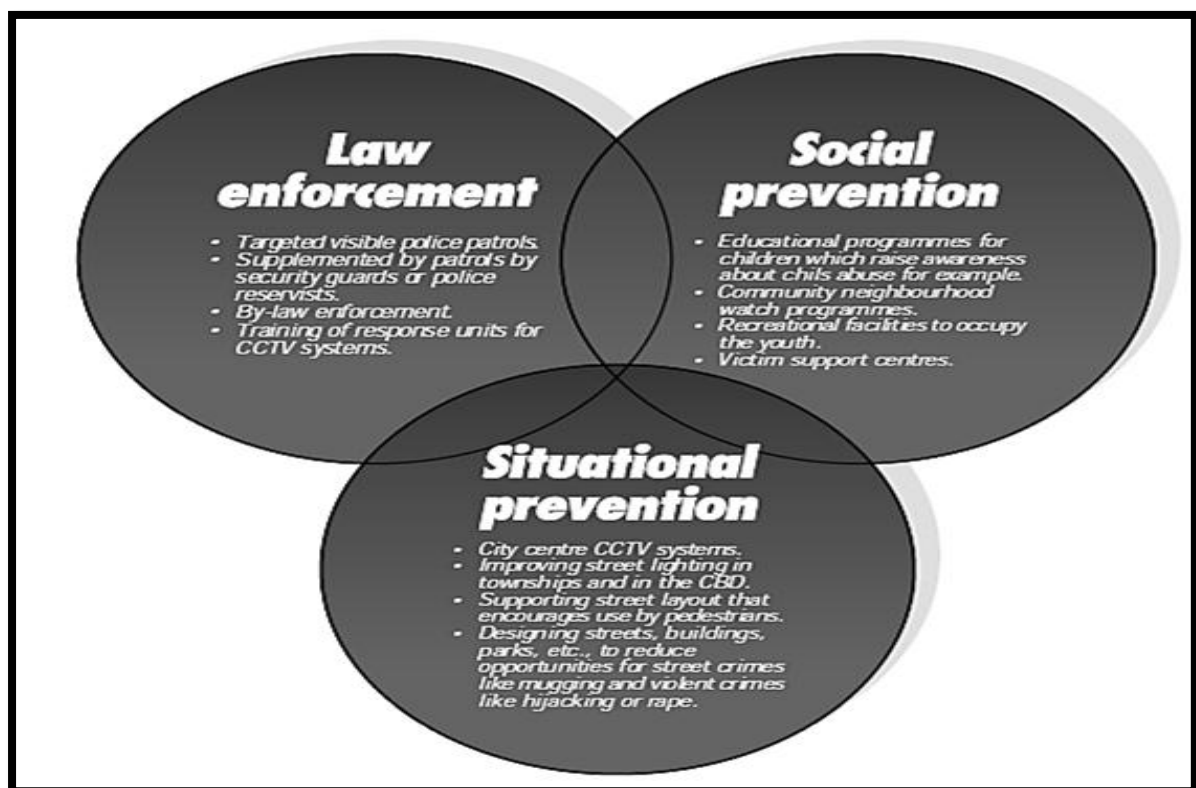 Law
enforcement
• Targeted visible police patrols.
• Supplemented by patrols by
security guards or police
reservists.
• By-law enforcement.
• Training of response units for
CCTV systems.
Social
prevention
• Educational programmes for
children which raise awareness
about chils abuse for example.
• Community neighbourhood
watch programmes.
• Recreational facilities to occupy
the youth.
• Victim support centres.
Situational
prevention
• City centre CCTV systems.
• Improving street lighting in
townships and in the CBD.
• Supporting street layout that
encourages use by pedestrians.
• Designing streets, buildings,
parks, etc., to reduce
opportunities for street crimes
like mugging and violent crimes
like hijacking or rape.